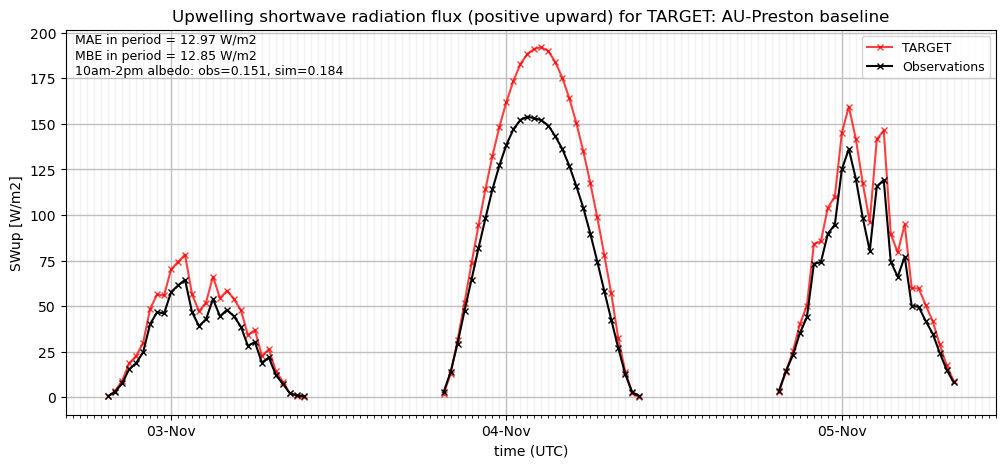 Upwelling shortwave radiation flux (positive upward) for TARGET: AU-Preston baseline
MAE in period = 12.97 W/m2
MBE in period = 12.85 W/m2
10am-2pm albedo: obs=0.151, sim=0.184
TARGET
Observations
SWup [W/m2]
200
175
150
125
100
75
50
25
0
03-Nov
04-Nov
05-Nov
time (UTC)